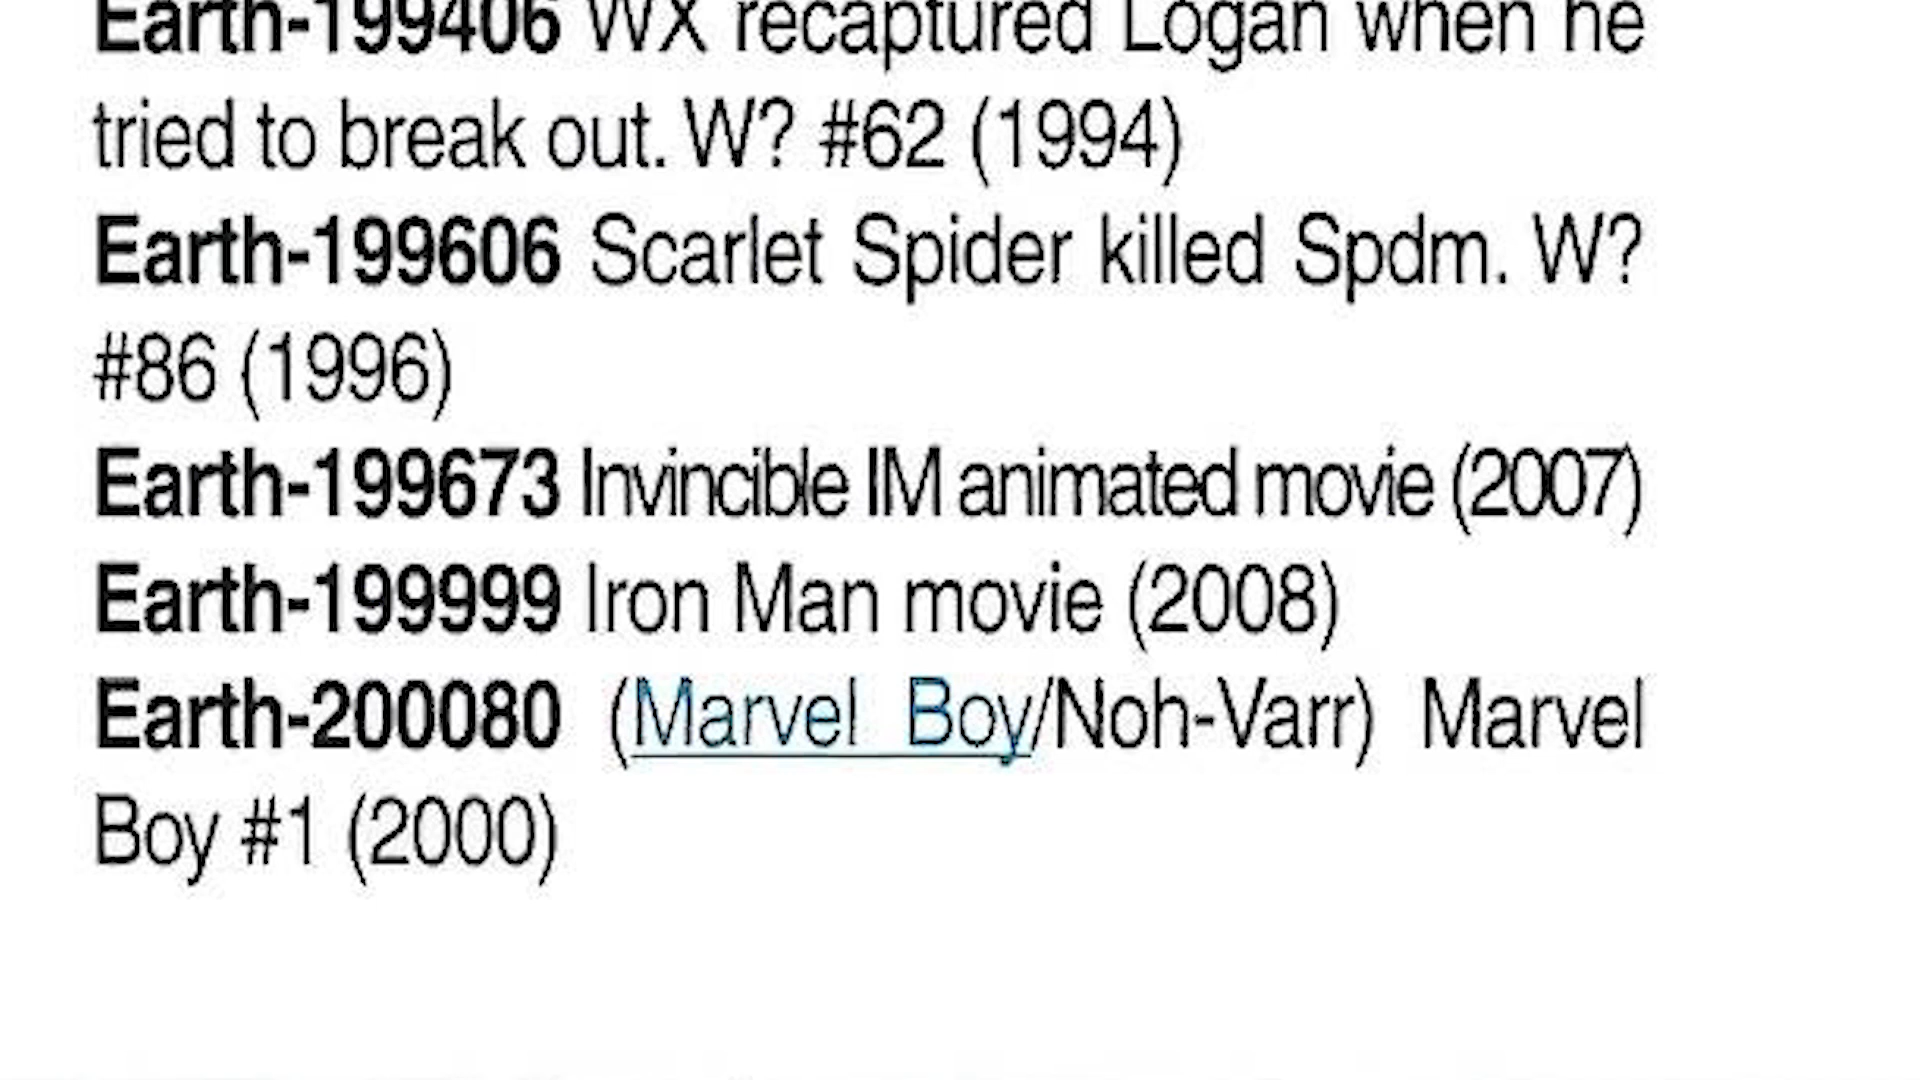 Earth-199406 WX recaptured Logan when he
tried to break out. W? #62 (1994)
Earth-199606 Scarlet Spider killed Spdm. W?
#86 (1996)
Earth-199673 Invincible IM animated movie (2007)
Earth-199999 Iron Man movie (2008)
Earth-200080 (Marvel Boy/Noh-Varr) Marvel
Boy #1 (2000)